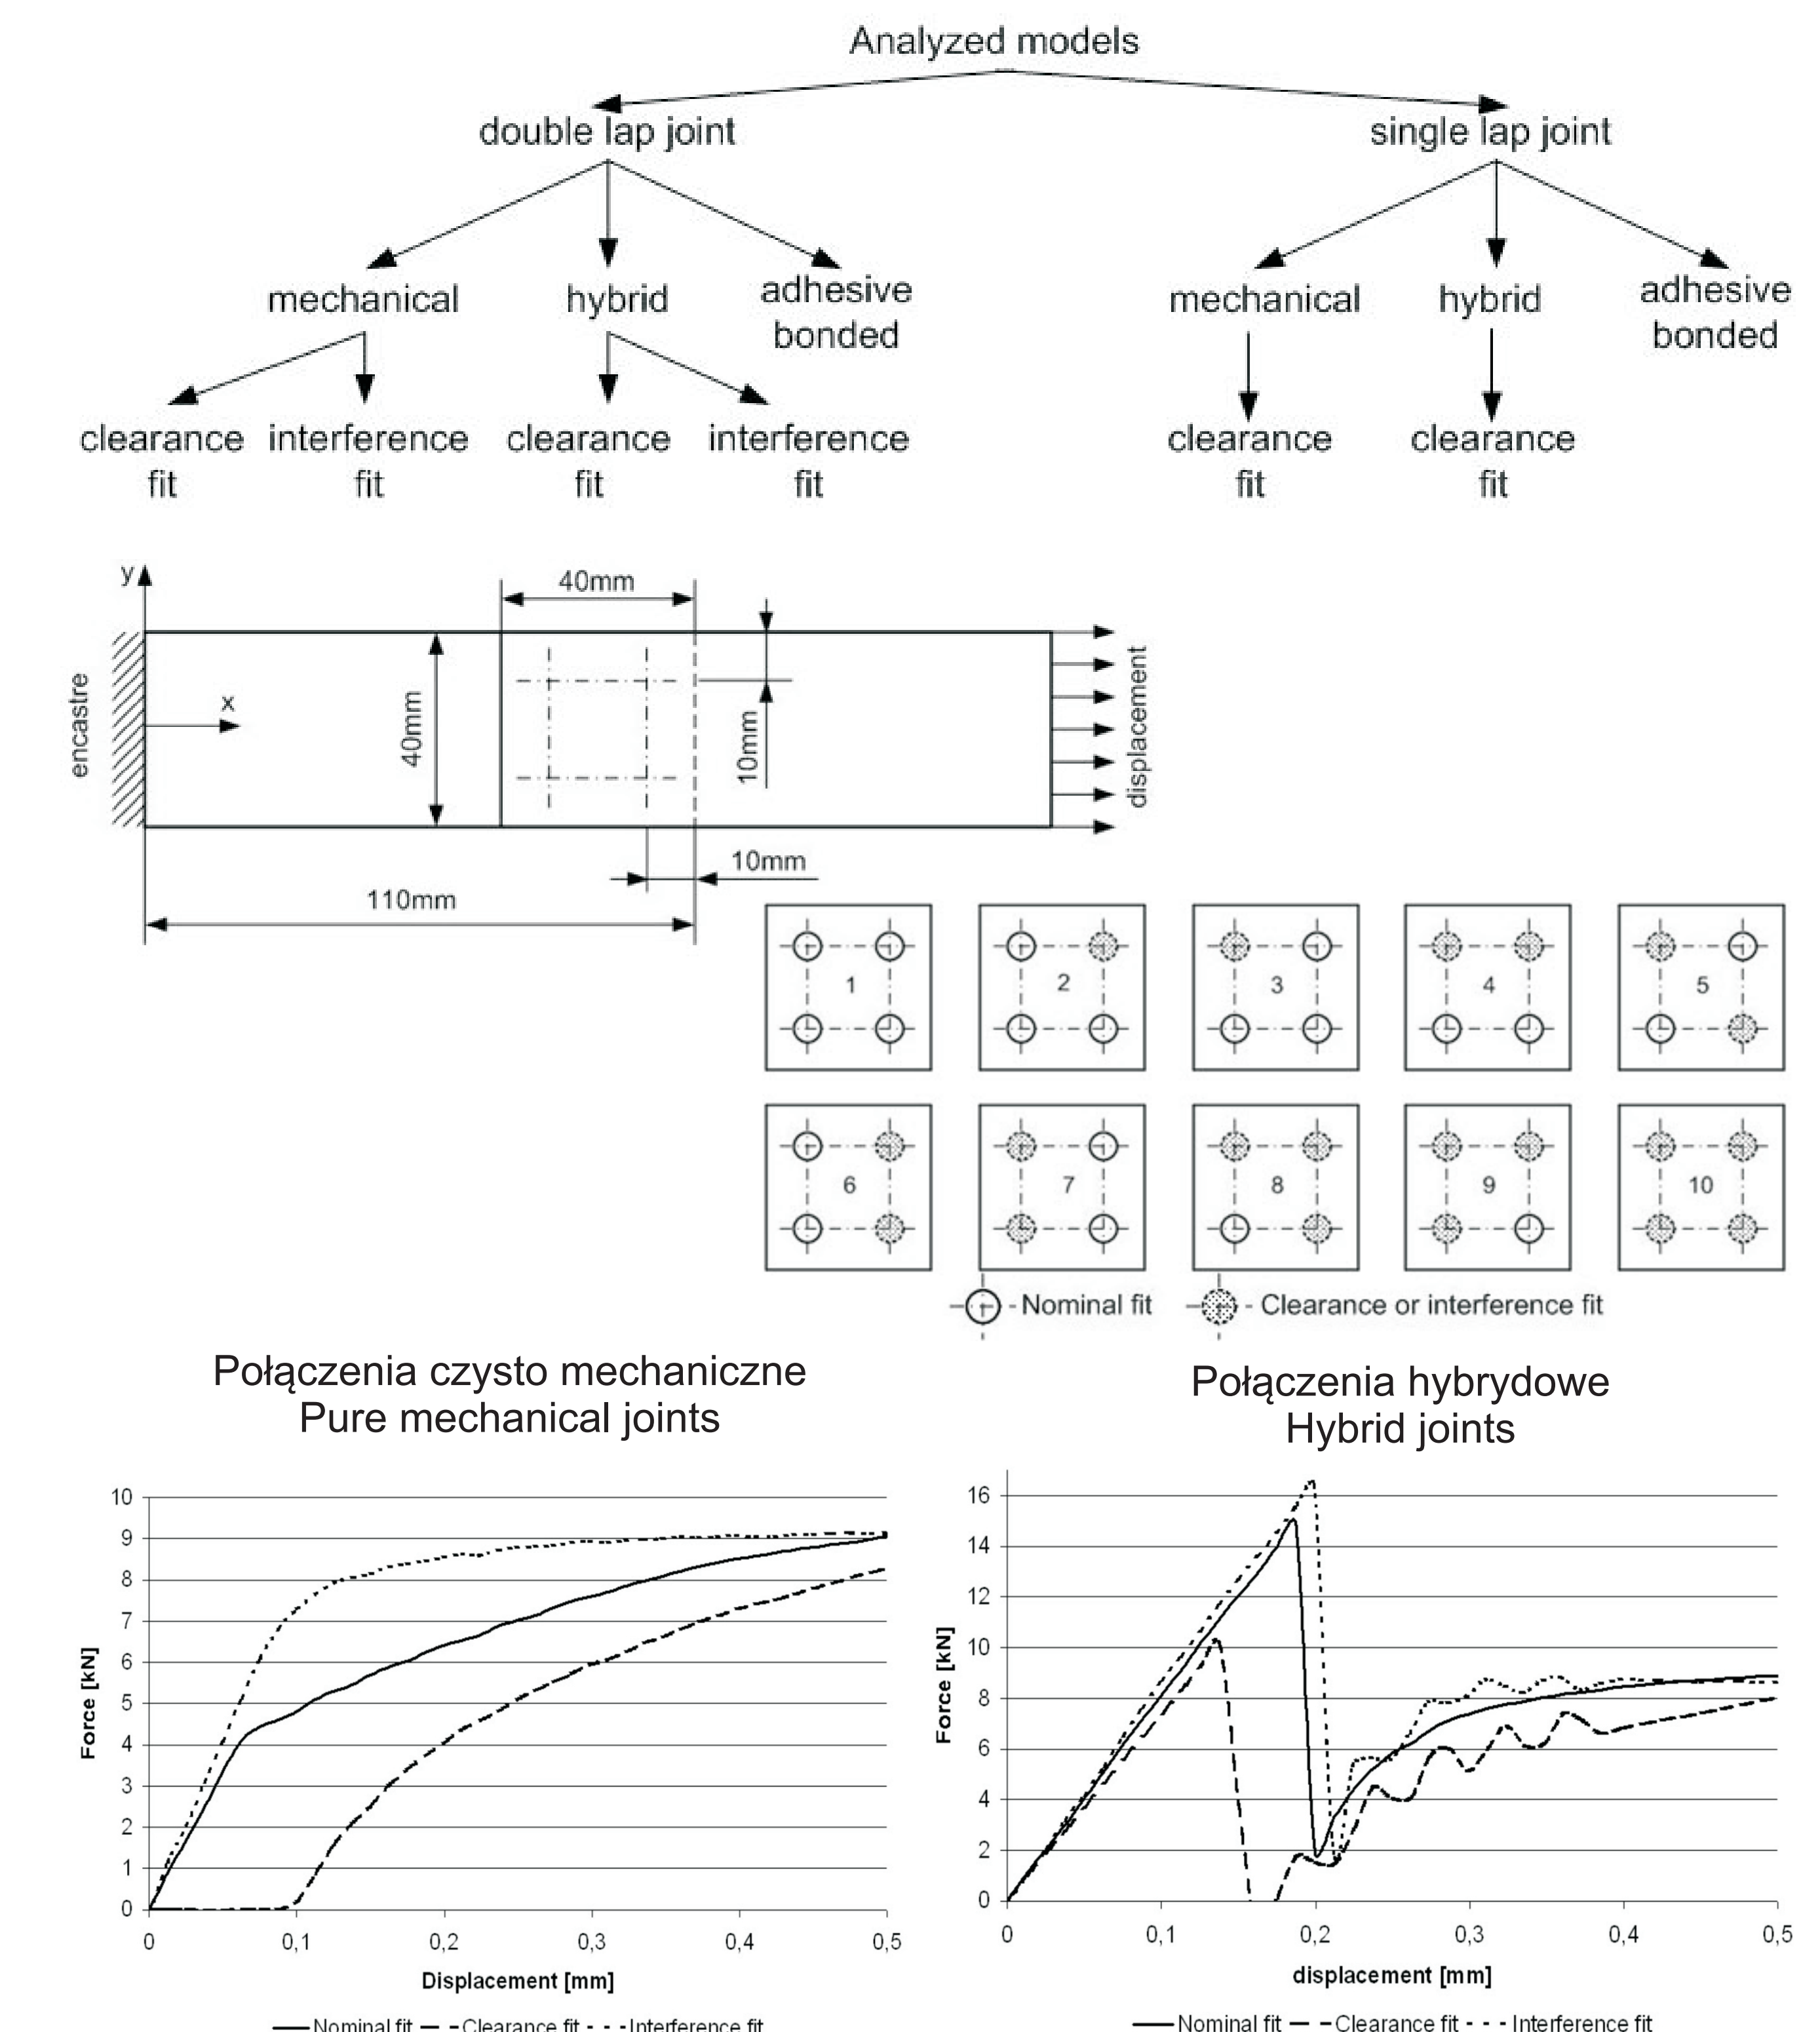 Analyzed models
double lap joint
single lap joint
mechanical
hybrid
adhesive
bonded
mechanical
hybrid
adhesive
bonded
clearance
fit
interference
fit
clearance
fit
interference
fit
clearance
fit
clearance
fit
y
x
encastre
40mm
40mm
10mm
displacement
10mm
110mm
1
2
3
4
5
6
7
8
9
10
- Nominal fit
- Clearance or interference fit
Połączenia czysto mechaniczne
Pure mechanical joints
Force [kN]
10
9
8
7
6
5
4
3
2
1
0
0
0,1
0,2
0,3
0,4
0,5
Displacement [mm]
Nominal fit
Clearance fit
Interference fit
Połączenia hybrydowe
Hybrid joints
Force [kN]
16
14
12
10
8
6
4
2
0
0
0,1
0,2
0,3
0,4
0,5
displacement [mm]
Nominal fit
Clearance fit
Interference fit